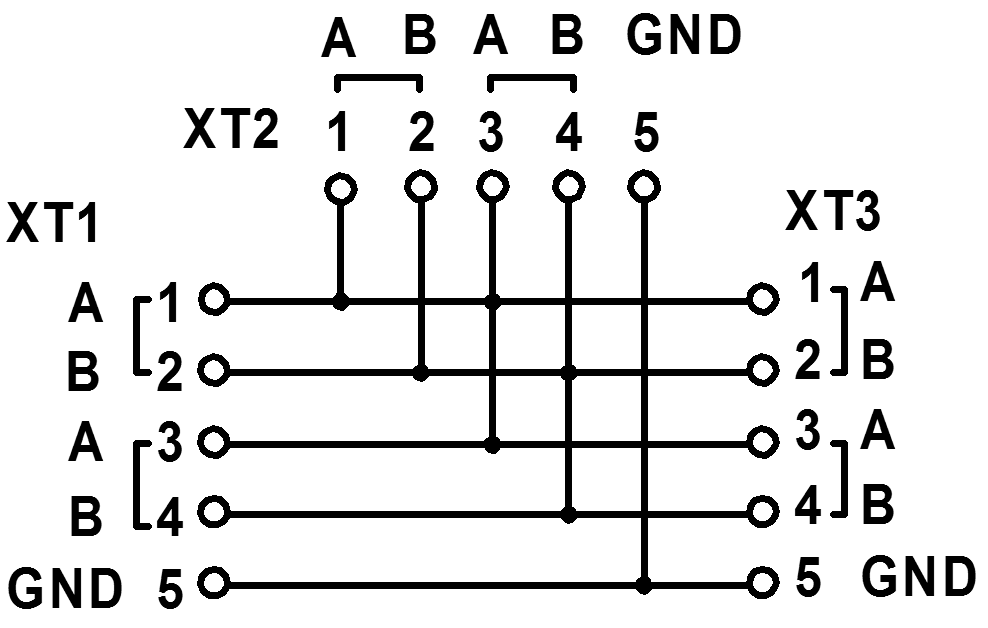 A B A B GND
XT2 1 2 3 4 5
XT1
XT3
A 1
1 A
B 2
2 B
A 3
3 A
B 4
4 B
GND 5
5 GND